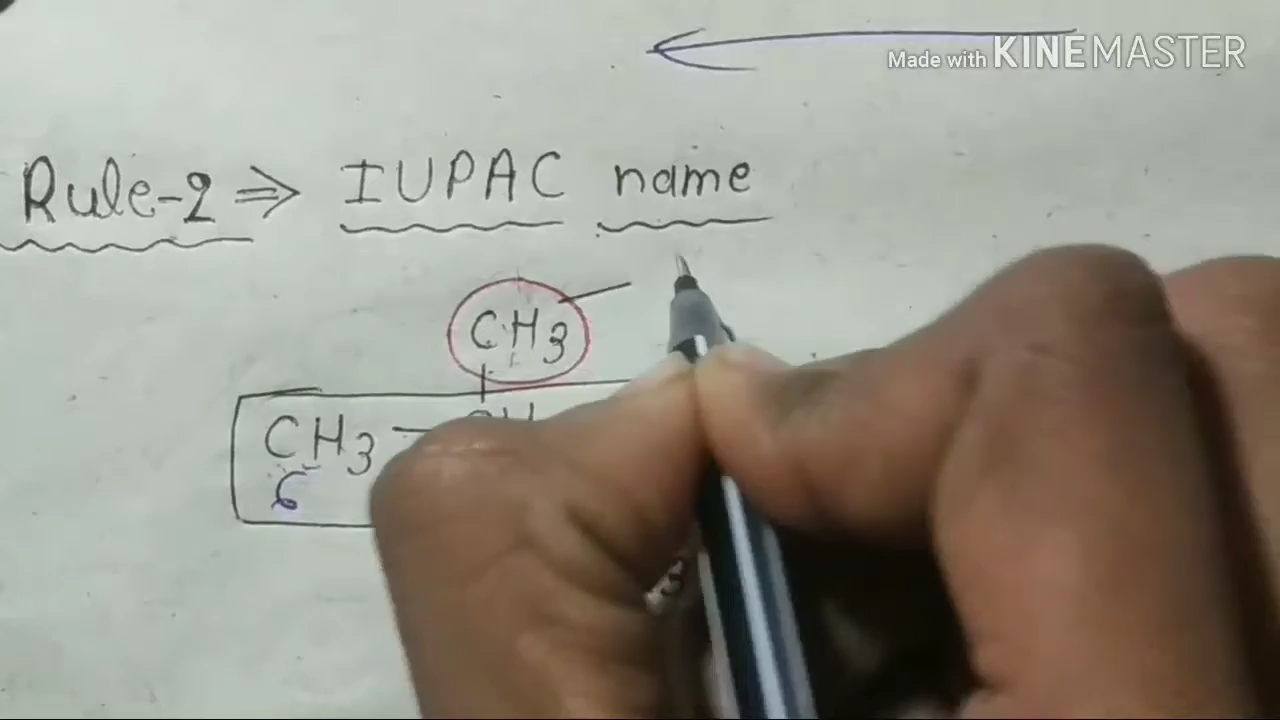 Made with KINEMASTER
Rule-2 ⇒ IUPAC name
CH3
CH3 —
6